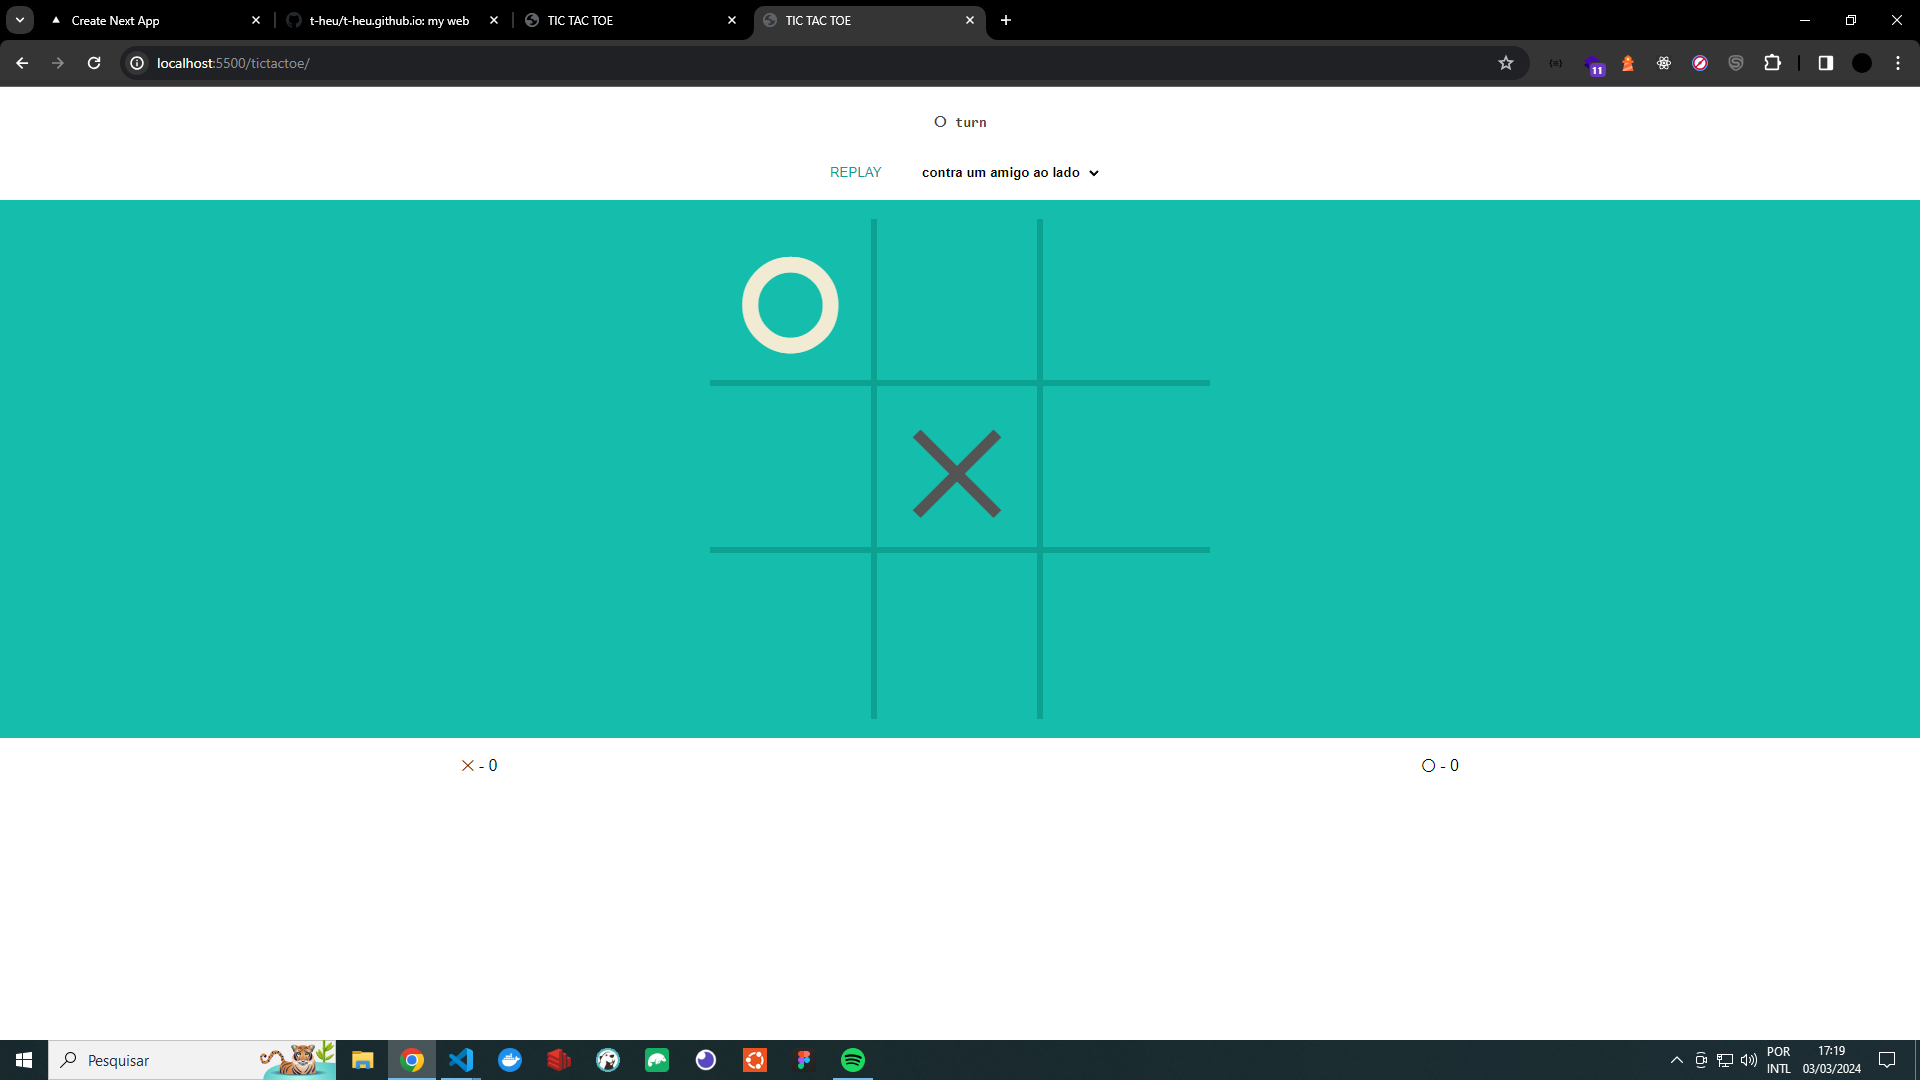 Create Next App
t-heu/t-heu.github.io: my web
TIC TAC TOE
TIC TAC TOE
localhost:5500/tictactoe/
11
O turn
REPLAY
contra um amigo ao lado
O
X
× - 0
O - 0
Pesquisar
POR
INTL
17:19
03/03/2024